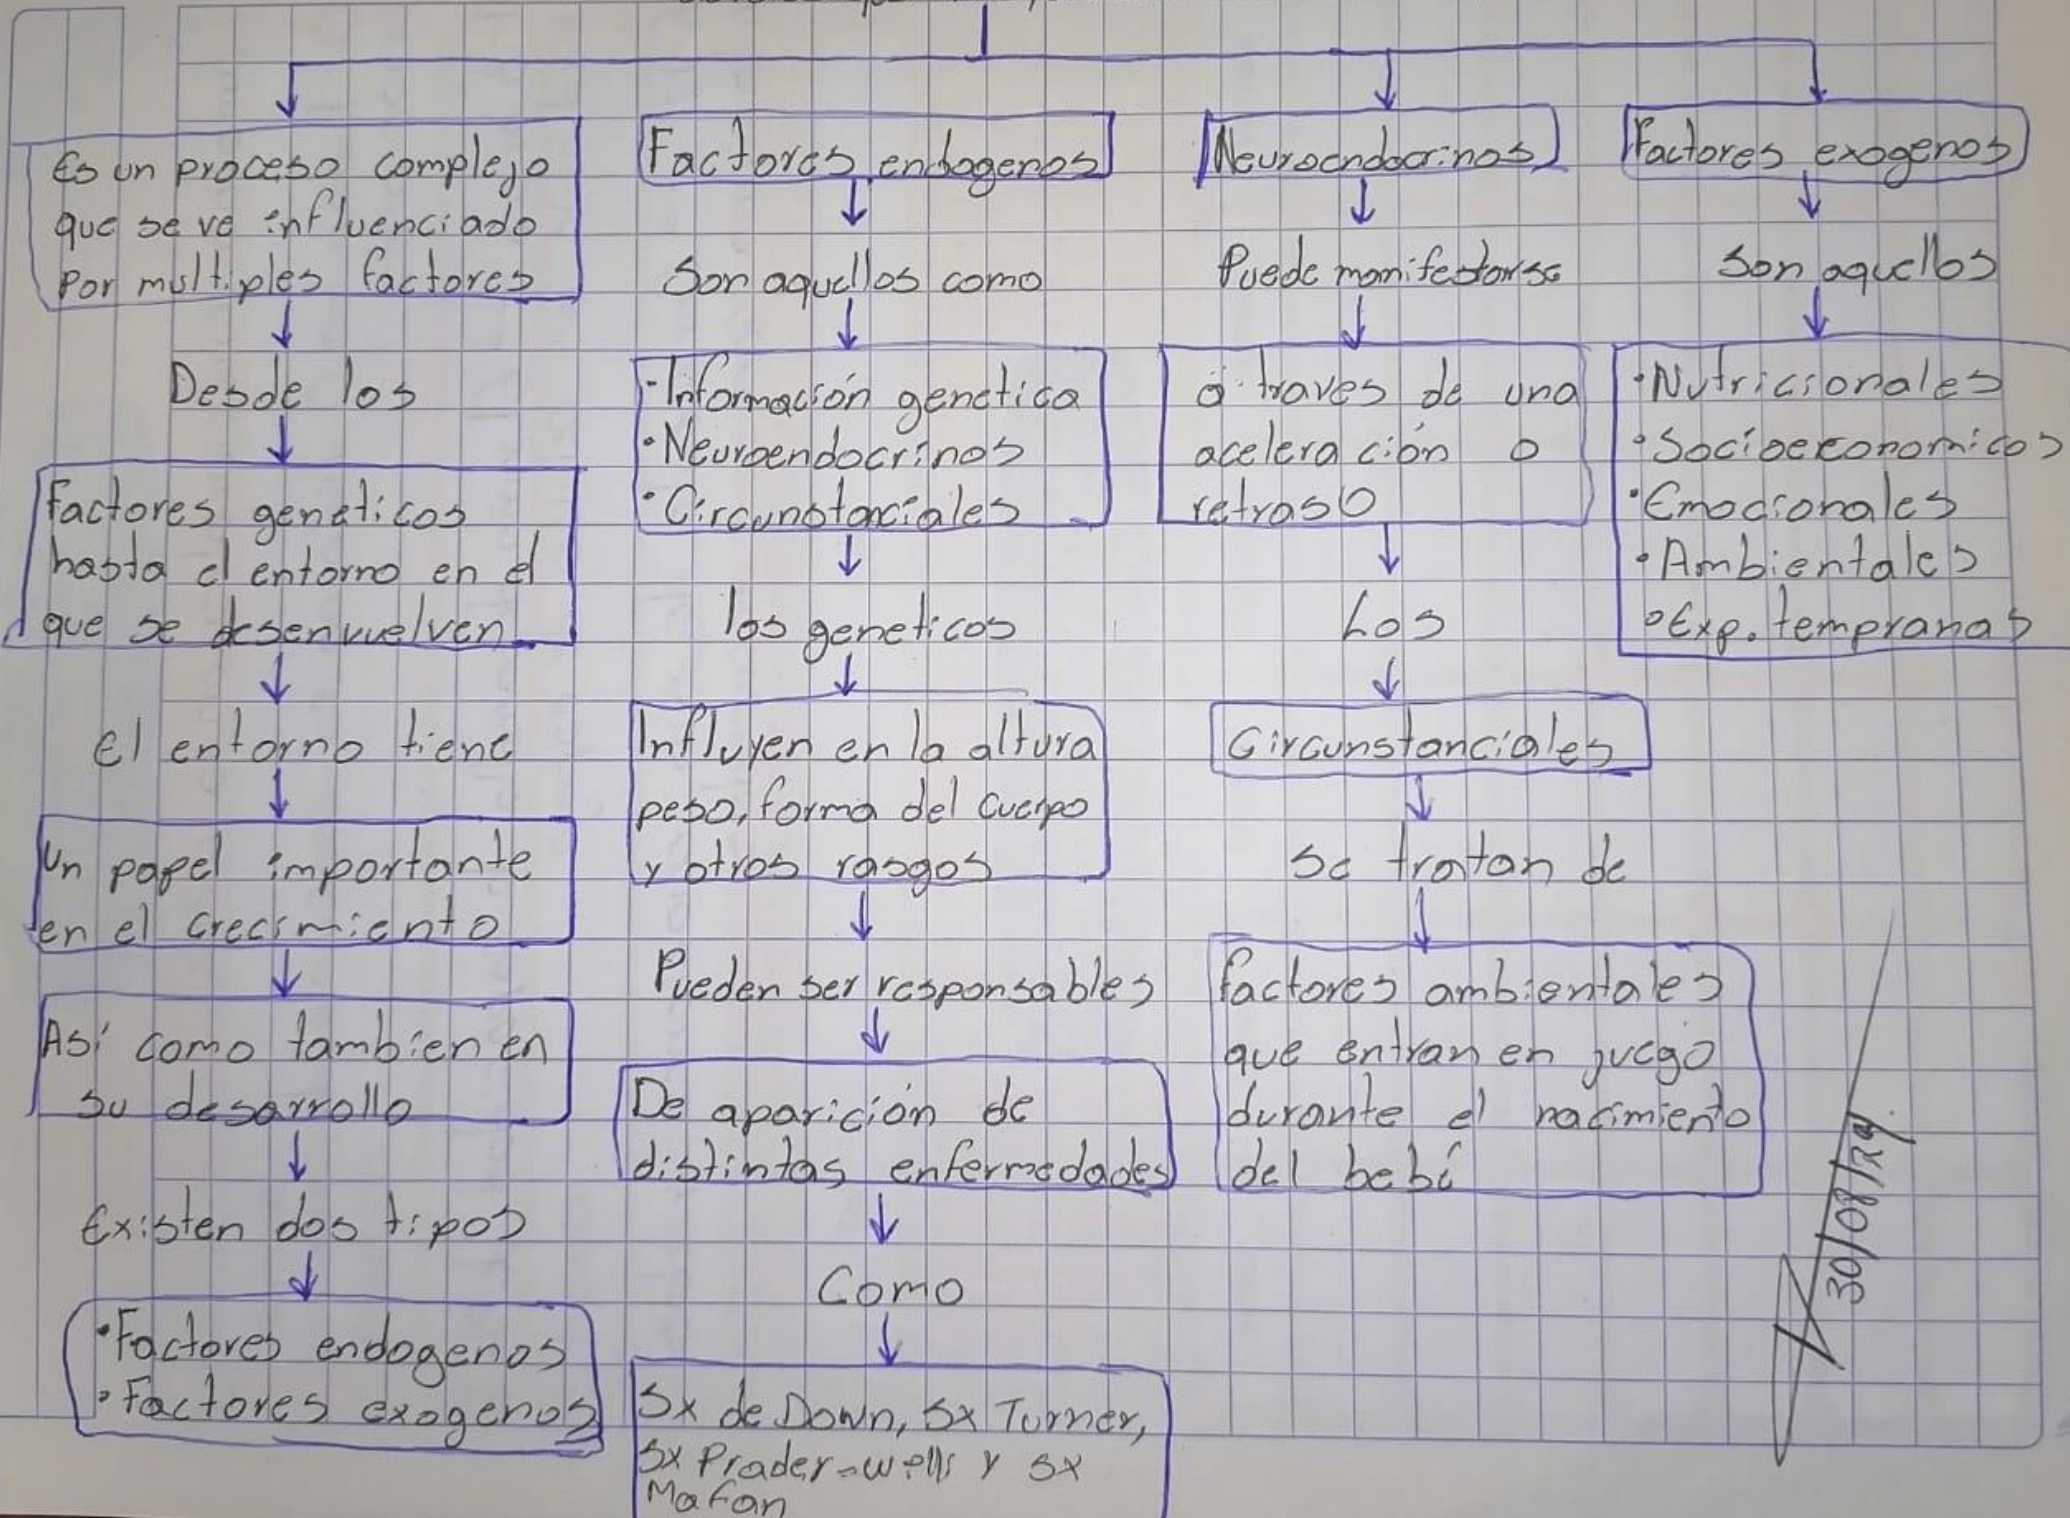 Es un proceso complejo
que se ve influenciado
por multiples factores
Desde los
factores geneticos
hasta el entorno en el
que se desenvuelven
el entorno tiene
Un papel importante
en el crecimiento
Así como tambien en
su desarrollo
Existen dos tipos
•Factores endogenos
•Factores exogenos
Factores endogenos
Son aquellos como
-Información genetica
•Neuroendocrinos
•Circunstanciales
los geneticos
Influyen en la altura
peso, forma del cuerpo
y otros rasgos
Pueden ser responsables
De aparición de
distintas enfermedades
Como
Sx de Down, Sx Turner,
Sx Prader-wells y Sx
Mafan
Neuroendocrinos
Puede manifestarse
a traves de una
aceleración o
retraso
Los
Circunstanciales
Se tratan de
factores ambientales
que entran en juego
durante el nacimiento
del bebé
Factores exogenos
Son aquellos
•Nutricionales
•Socioeconomicos
•Emocionales
•Ambientales
•Exp. tempranas
30/08/24